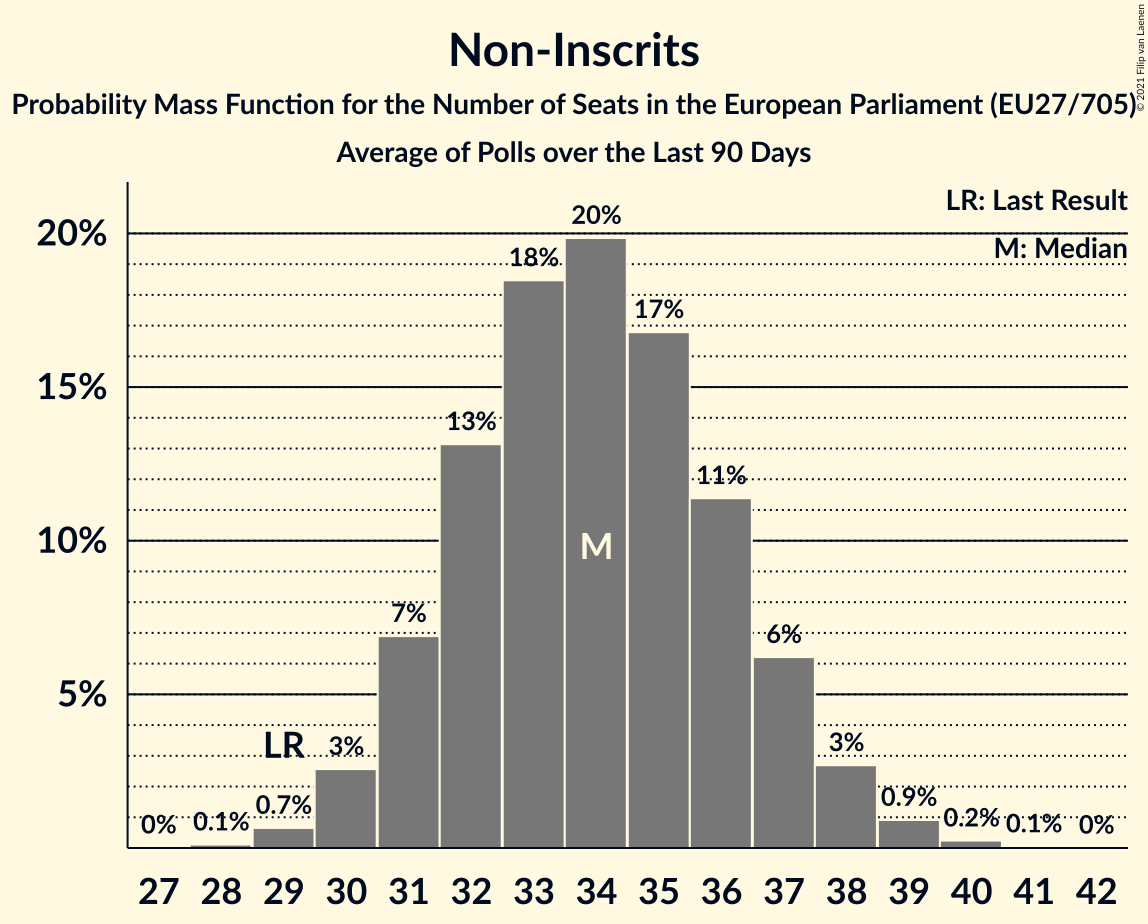 Non-Inscrits
Probability Mass Function for the Number of Seats in the European Parliament (EU27/705)
Average of Polls over the Last 90 Days
© 2021 Filip van Laenen
LR: Last Result
M: Median
20%
15%
10%
5%
0%
0.1%
0.7%
LR
3%
7%
13%
18%
20%
M
17%
11%
6%
3%
0.9%
0.2%
0.1%
0%
27 28 29 30 31 32 33 34 35 36 37 38 39 40 41 42